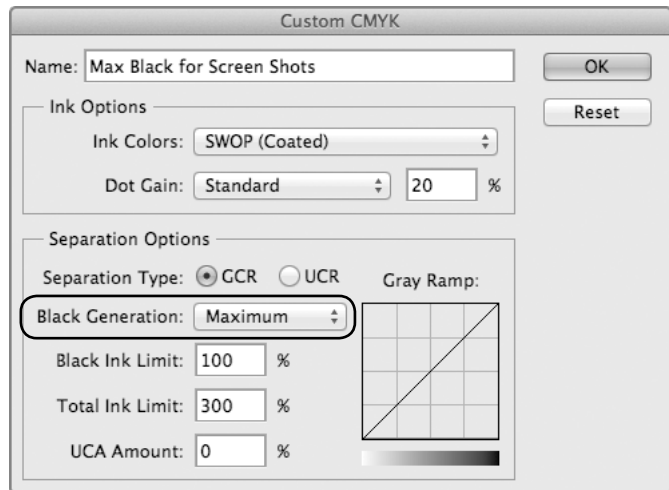 Custom CMYK
Name: Max Black for Screen Shots
OK
Ink Options
Reset
Ink Colors: SWOP (Coated)
Dot Gain: Standard 20 %
Separation Options
Separation Type: GCR UCR Gray Ramp:
Black Generation: Maximum
Black Ink Limit: 100 %
Total Ink Limit: 300 %
UCA Amount: 0 %